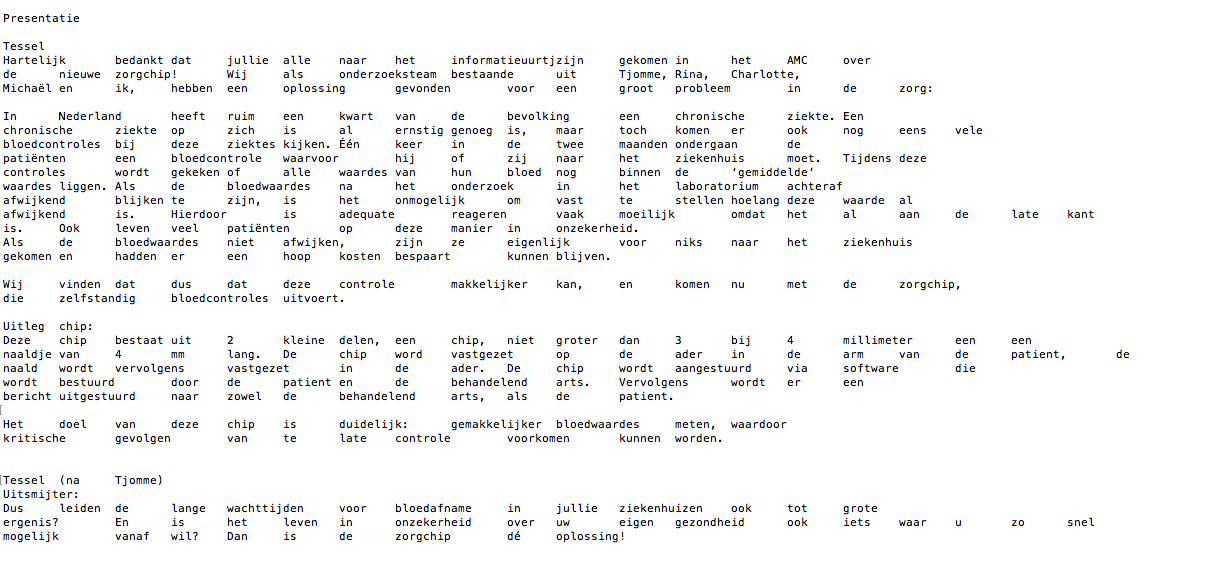 Presentatie
Tessel
Hartelijk bedankt dat jullie alle naar het informatieuurtjzijn gekomen in het AMC over
de nieuwe zorgchip! Wij als onderzoeksteam bestaande uit Tjomme, Rina, Charlotte,
Michaël en ik, hebben een oplossing gevonden voor een groot probleem in de zorg:
In Nederland heeft ruim een kwart van de bevolking een chronische ziekte. Een
chronische ziekte op zich is al ernstig genoeg is, maar toch komen er ook nog eens vele
bloedcontroles bij deze ziektes kijken. Één keer in de twee maanden ondergaan de
patiënten een bloedcontrole waarvoor hij of zij naar het ziekenhuis moet. Tijdens deze
controles wordt gekeken of alle waardes van hun bloed nog binnen de ‘gemiddelde’
waardes liggen. Als de bloedwaardes na het onderzoek in het laboratorium achteraf
afwijkend blijken te zijn, is het onmogelijk om vast te stellen hoelang deze waarde al
afwijkend is. Hierdoor is adequate reageren vaak moeilijk omdat het al aan de late kant
is. Ook leven veel patiënten op deze manier in onzekerheid.
Als de bloedwaardes niet afwijken, zijn ze eigenlijk voor niks naar het ziekenhuis
gekomen en hadden er een hoop kosten bespaart kunnen blijven.
Wij vinden dat dus dat deze controle makkelijker kan, en komen nu met de zorgchip,
die zelfstandig bloedcontroles uitvoert.
Uitleg chip:
Deze chip bestaat uit 2 kleine delen, een chip, niet groter dan 3 bij 4 millimeter een een
naaldje van 4 mm lang. De chip word vastgezet op de ader in de arm van de patient, de
naald wordt vervolgens vastgezet in de ader. De chip wordt aangestuurd via software die
wordt bestuurd door de patient en de behandelend arts. Vervolgens wordt er een
bericht uitgestuurd naar zowel de behandelend arts, als de patient.
Het doel van deze chip is duidelijk: gemakkelijker bloedwaardes meten, waardoor
kritische gevolgen van te late controle voorkomen kunnen worden.
Tessel (na Tjomme)
Uitsmijter:
Dus leiden de lange wachttijden voor bloedafname in jullie ziekenhuizen ook tot grote
ergenis? En is het leven in onzekerheid over uw eigen gezondheid ook iets waar u zo snel
mogelijk vanaf wil? Dan is de zorgchip dé oplossing!